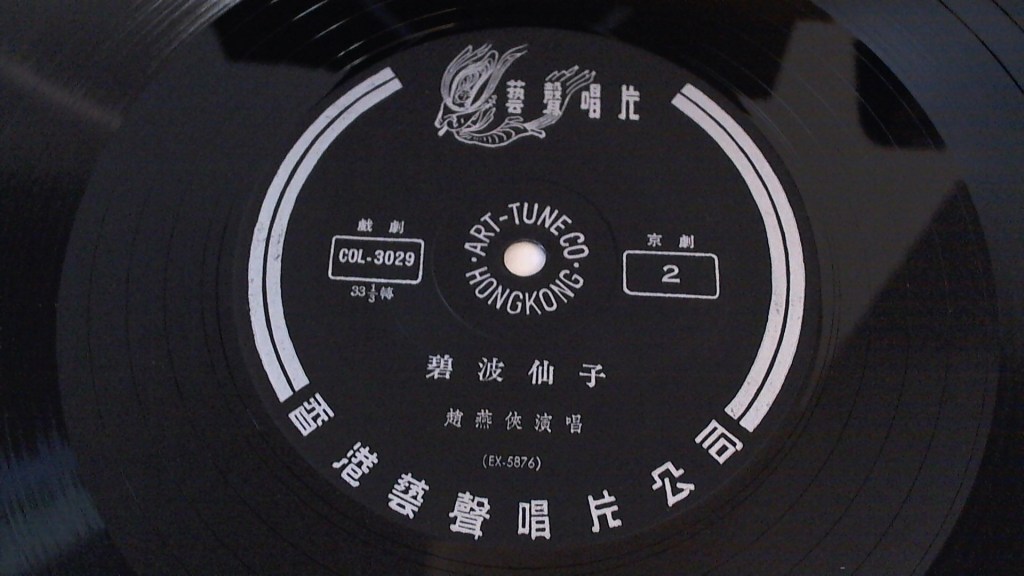 藝聲唱片
戲劇
COL-3029
33⅓轉
ART-TUNE CO·HONGKONG·
京劇
2
碧波仙子
趙燕俠演唱
(EX-5876)
香港藝聲唱片公司